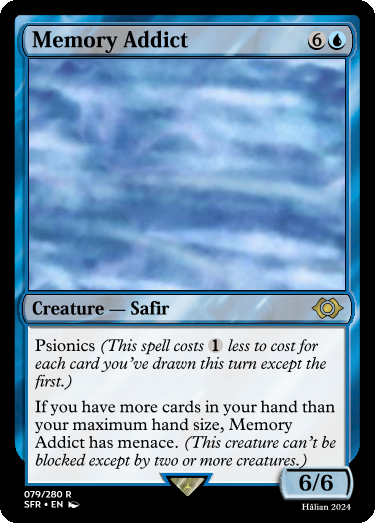 Memory Addict 6
Creature — Safir
Psionics (This spell costs 1 less to cost for
each card you've drawn this turn except the
first.)
If you have more cards in your hand than
your maximum hand size, Memory
Addict has menace. (This creature can't be
blocked except by two or more creatures.)
6/6
079/280 R
SFR • EN
Hālian 2024